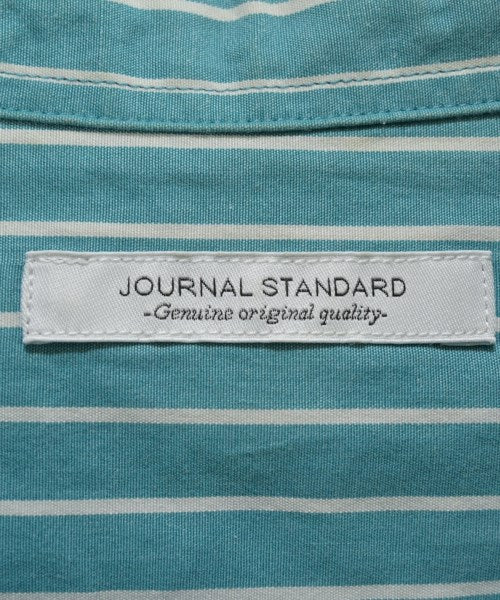 JOURNAL STANDARD
-Genuine original quality-